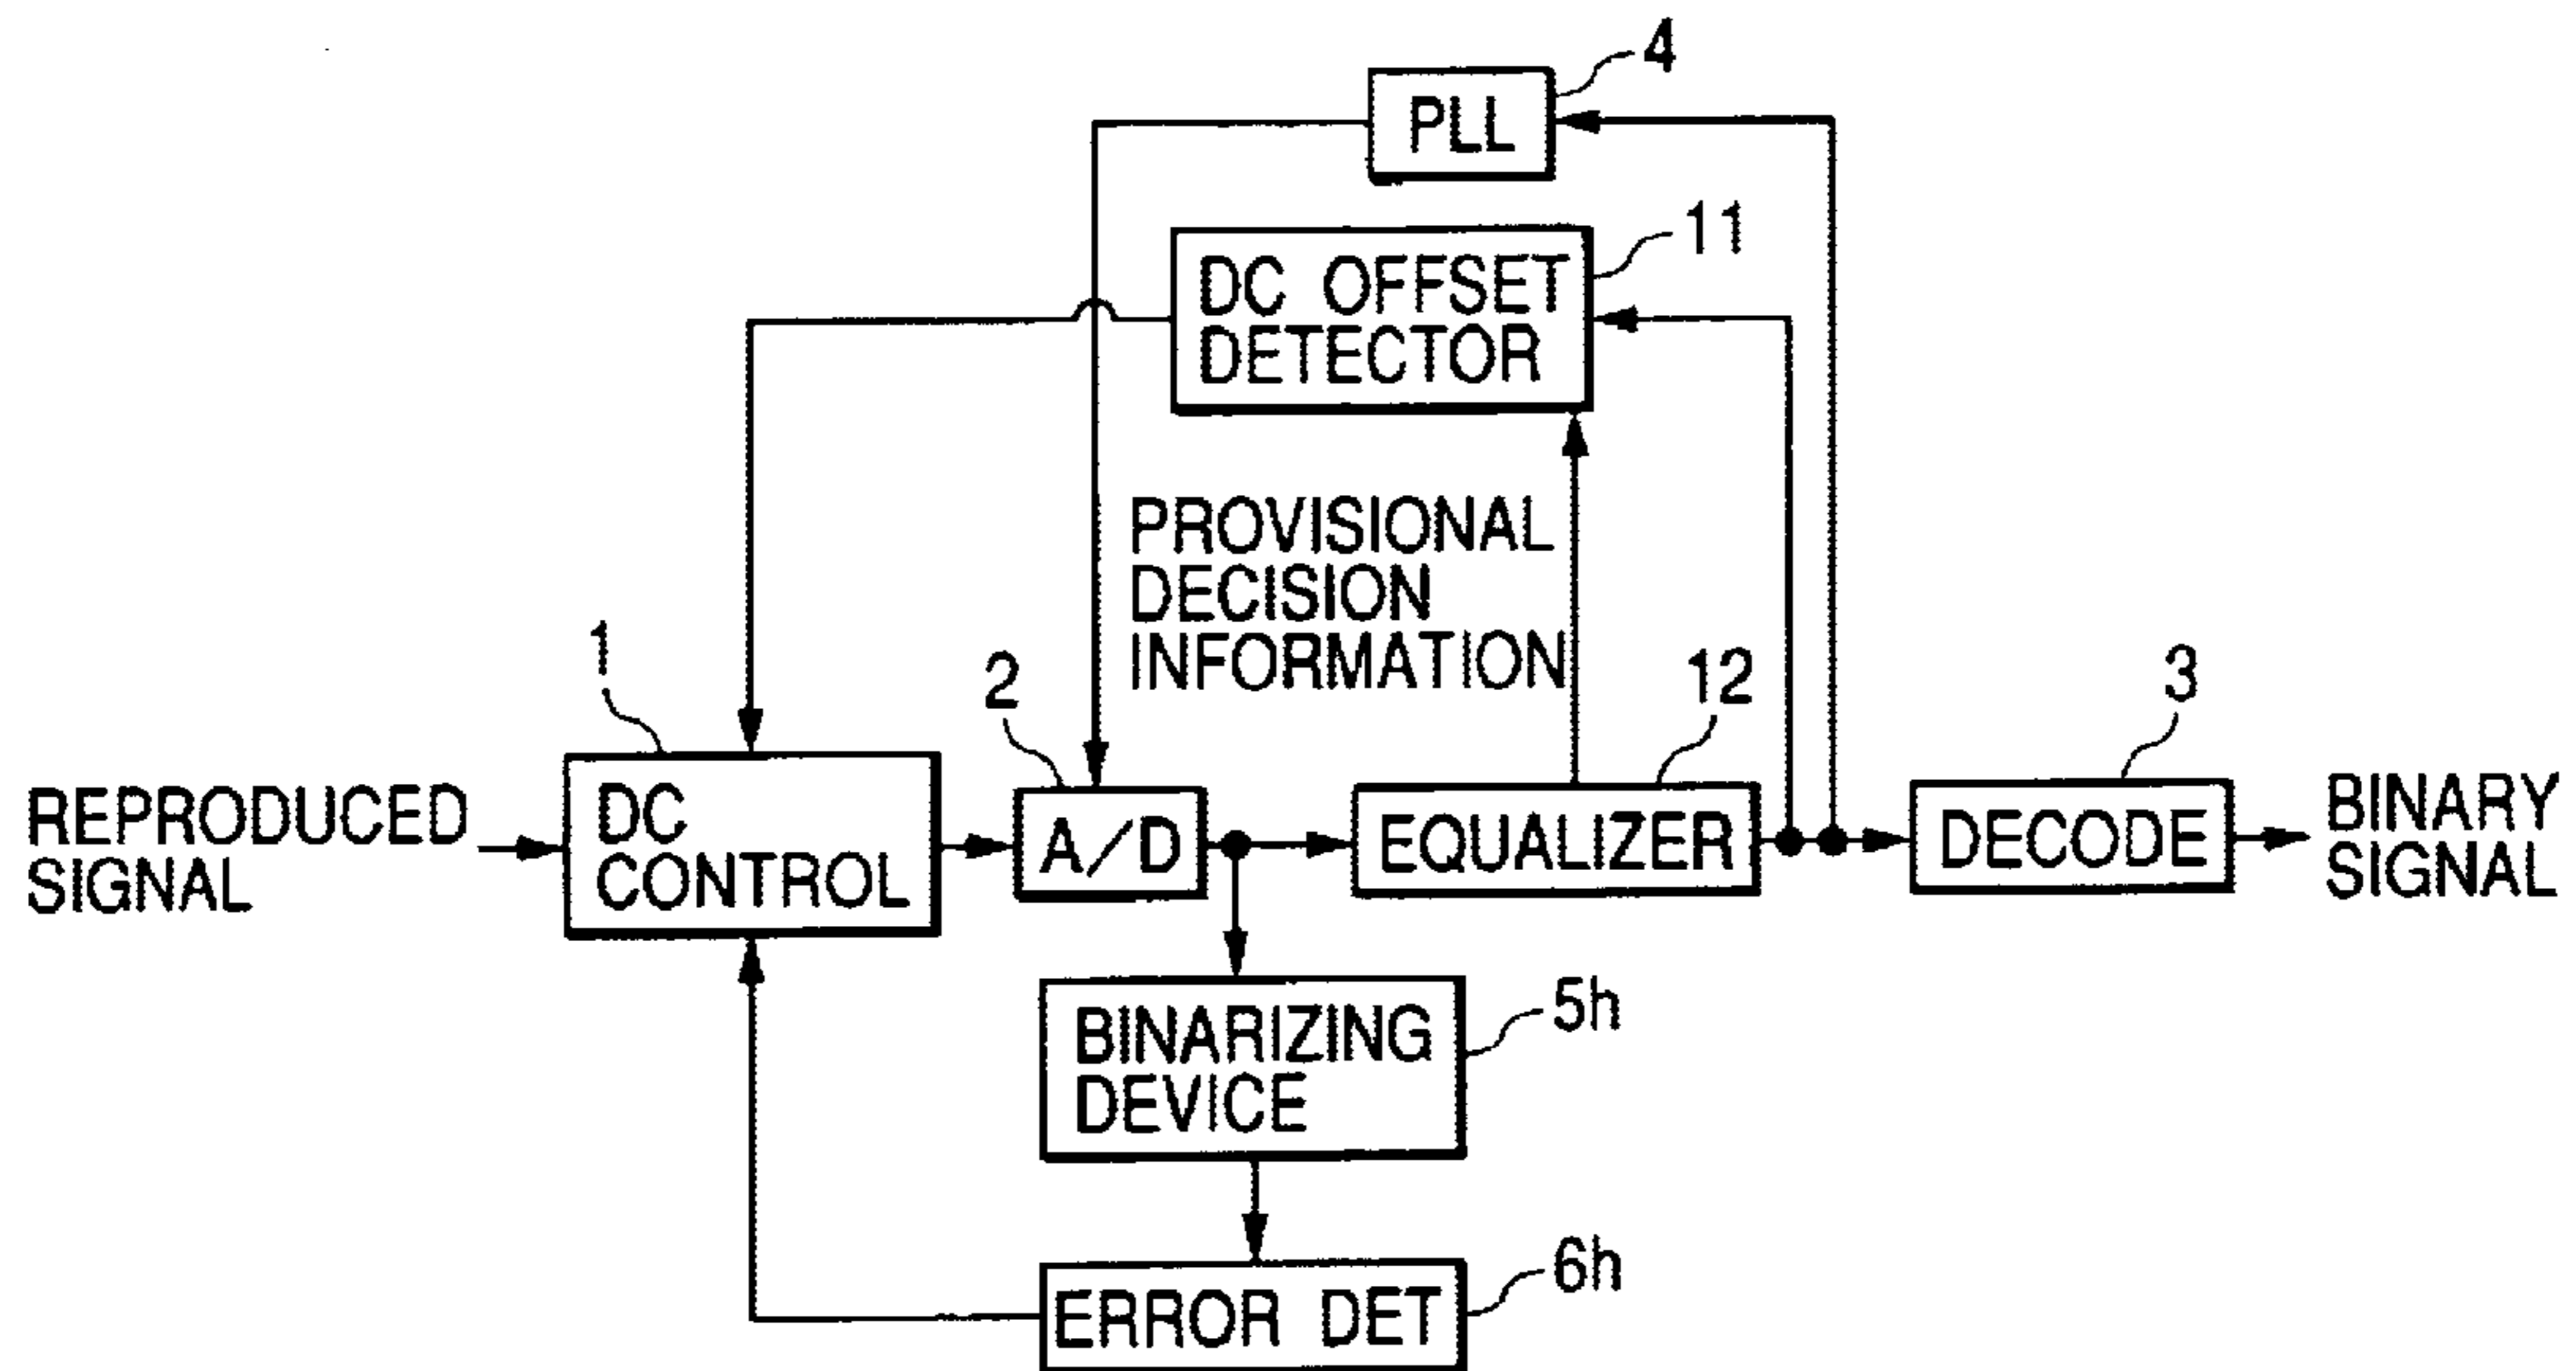 4
PLL
11
DC OFFSET
DETECTOR
PROVISIONAL
DECISION
INFORMATION
1
2
12
3
REPRODUCED
SIGNAL
DC
CONTROL
A/D
EQUALIZER
DECODE
BINARY
SIGNAL
BINARIZING
DEVICE
5h
ERROR DET
6h